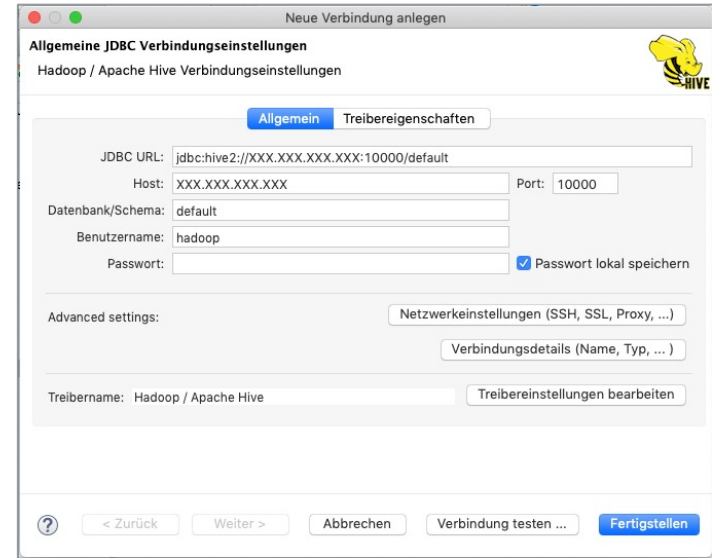 Neue Verbindung anlegen
Allgemeine JDBC Verbindungseinstellungen
Hadoop / Apache Hive Verbindungseinstellungen
HIVE
Allgemein Treibereigenschaften
JDBC URL: jdbc:hive2://XXX.XXX.XXX.XXX:10000/default
Host: XXX.XXX.XXX.XXX Port: 10000
Datenbank/Schema: default
Benutzername: hadoop
Passwort: Passwort lokal speichern
Advanced settings: Netzwerkeinstellungen (SSH, SSL, Proxy, ...)
Verbindungsdetails (Name, Typ, ... )
Treibername: Hadoop / Apache Hive Treibereinstellungen bearbeiten
? < Zurück Weiter > Abbrechen Verbindung testen ... Fertigstellen